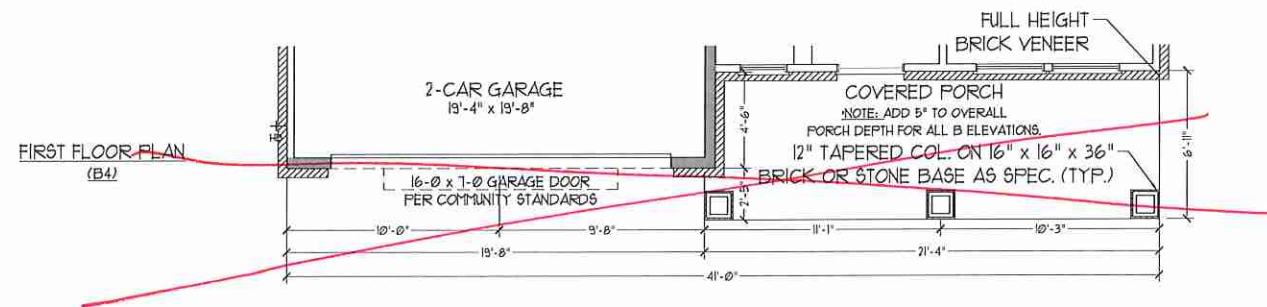 FULL HEIGHT
BRICK VENEER
2-CAR GARAGE
19'-4" x 19'-8"
COVERED PORCH
NOTE: ADD 5" TO OVERALL
PORCH DEPTH FOR ALL B ELEVATIONS.
12" TAPERED COL. ON 16" x 16" x 36"
BRICK OR STONE BASE AS SPEC. (TYP.)
4'-6"
6'-11"
2'-5"
FIRST FLOOR PLAN
(B4)
16-0 x 7-0 GARAGE DOOR
PER COMMUNITY STANDARDS
10'-0"
9'-8"
11'-1"
10'-3"
19'-8"
21'-4"
41'-0"